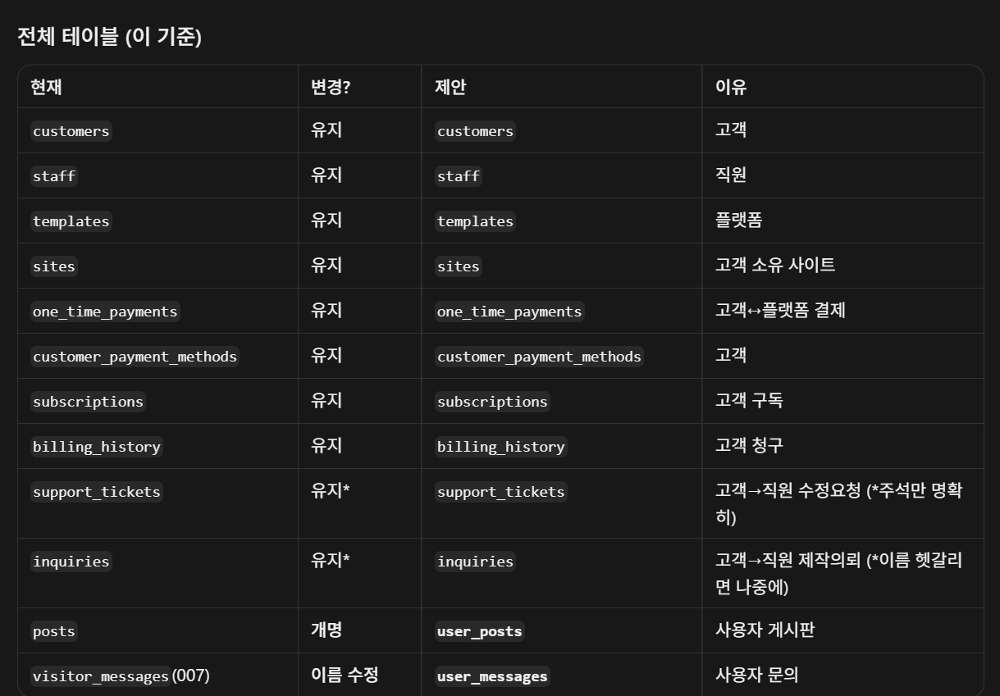 전체 테이블 (이 기준)
현재 변경? 제안 이유
customers 유지 customers 고객
staff 유지 staff 직원
templates 유지 templates 플랫폼
sites 유지 sites 고객 소유 사이트
one_time_payments 유지 one_time_payments 고객↔플랫폼 결제
customer_payment_methods 유지 customer_payment_methods 고객
subscriptions 유지 subscriptions 고객 구독
billing_history 유지 billing_history 고객 청구
support_tickets 유지* support_tickets 고객→직원 수정요청 (*주석만 명확
히)
inquiries 유지* inquiries 고객→직원 제작의뢰 (*이름 헷갈리
면 나중에)
posts 개명 user_posts 사용자 게시판
visitor_messages(007) 이름 수정 user_messages 사용자 문의